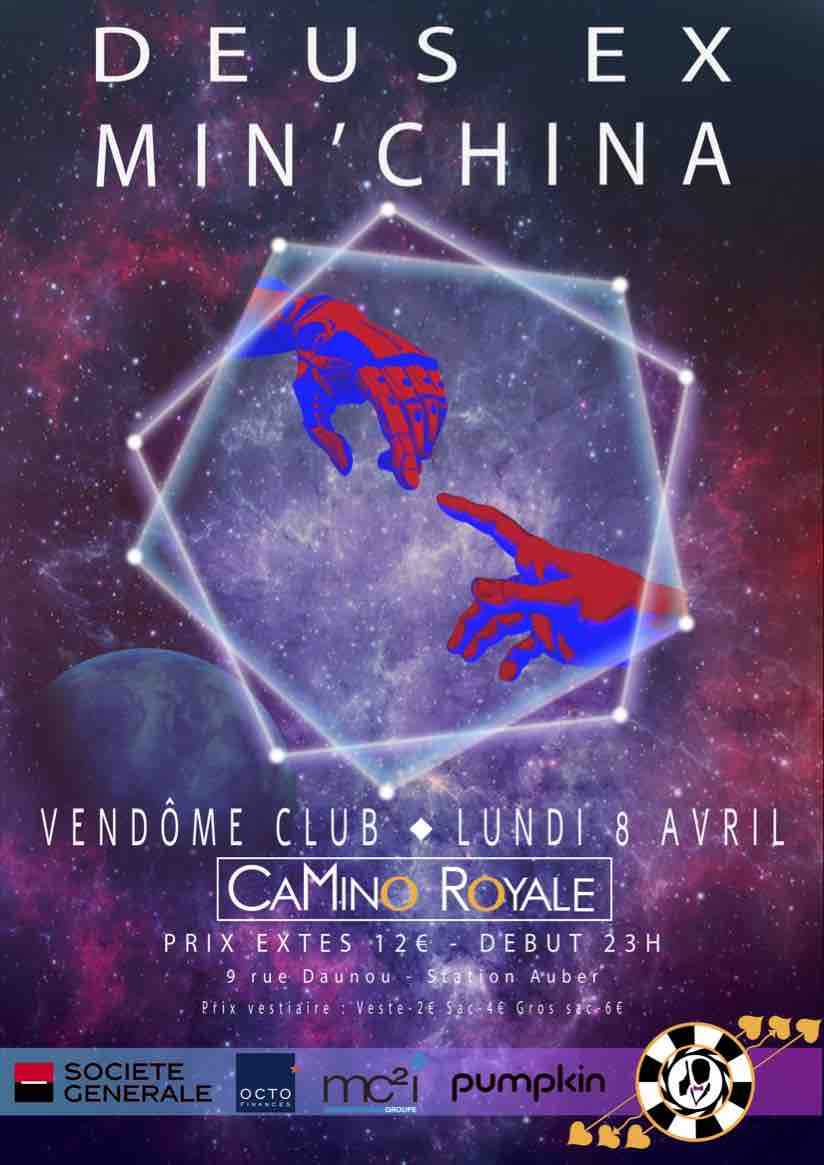 DEUS EX
MIN'CHINA
VENDÔME CLUB ◆ LUNDI 8 AVRIL
CAMINO ROYALE
PRIX EXTES 12€ - DEBUT 23H
9 rue Daunou - Station Auber
Prix vestiaire : Veste-2€ Sac-4€ Gros sac-6€
SOCIETE
GENERALE
OCTO
FINANCES
mc²i
GROUPE
pumpkin